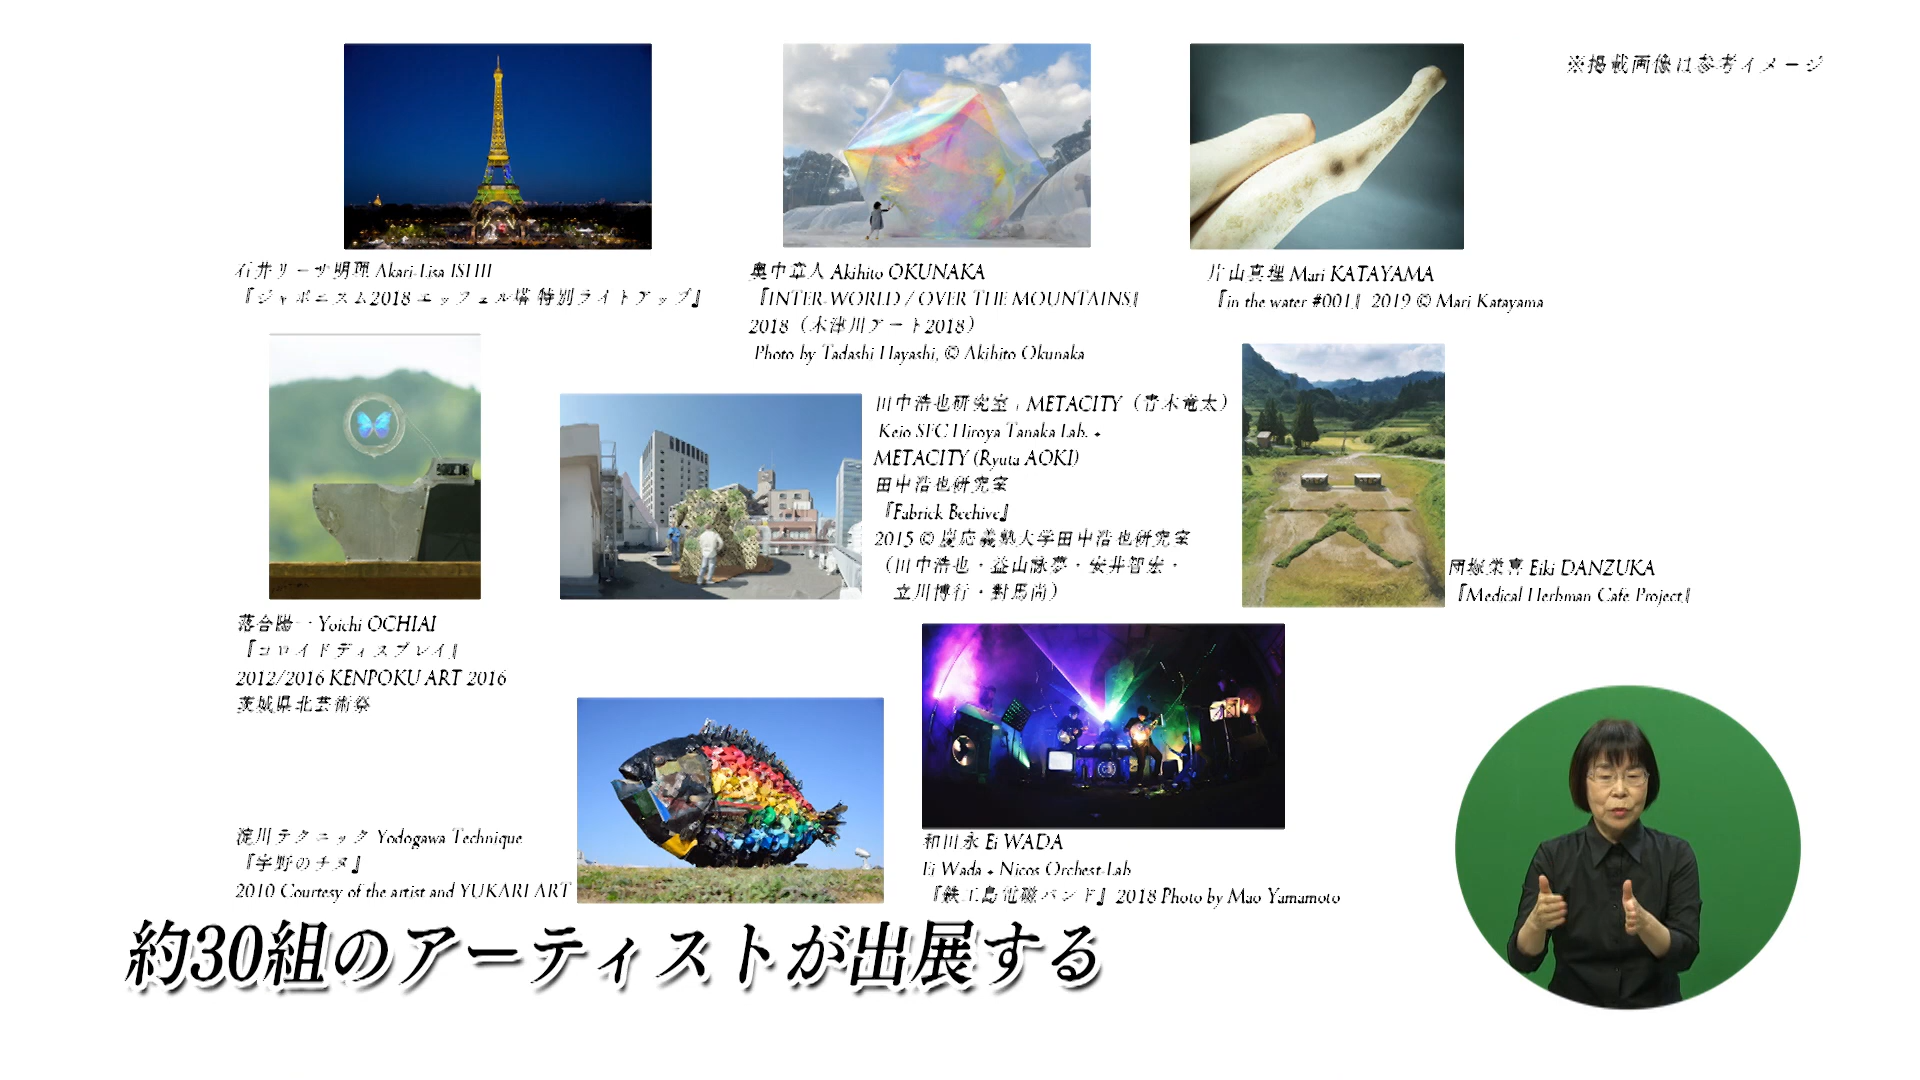 ※掲載画像は参考イメージ
石井リーサ明理 Akari-Lisa ISHII
『ジャポニスム2018 エッフェル塔 特別ライトアップ』
奥中章人 Akihito OKUNAKA
『INTER-WORLD / OVER THE MOUNTAINS』
2018（木津川アート2018）
Photo by Tadashi Hayashi, © Akihito Okunaka
片山真理 Mari KATAYAMA
『in the water #001』 2019 © Mari Katayama
落合陽一 Yoichi OCHIAI
『コロイドディスプレイ』
2012/2016 KENPOKU ART 2016
茨城県北芸術祭
田中浩也研究室 + METACITY（青木竜太）
Keio SFC Hiroya Tanaka Lab. +
METACITY (Ryuta AOKI)
田中浩也研究室
『Fabrick Beehive』
2015 © 慶応義塾大学田中浩也研究室
（田中浩也・益山詠夢・安井智宏・
立川博行・對馬尚）
団塚栄喜 Eiki DANZUKA
『Medical Herbman Cafe Project』
淀川テクニック Yodogawa Technique
『宇野のチヌ』
2010 Courtesy of the artist and YUKARI ART
和田永 Ei WADA
Ei Wada + Nicos Orchest-Lab
『鉄工島電磁バンド』 2018 Photo by Mao Yamamoto
約30組のアーティストが出展する